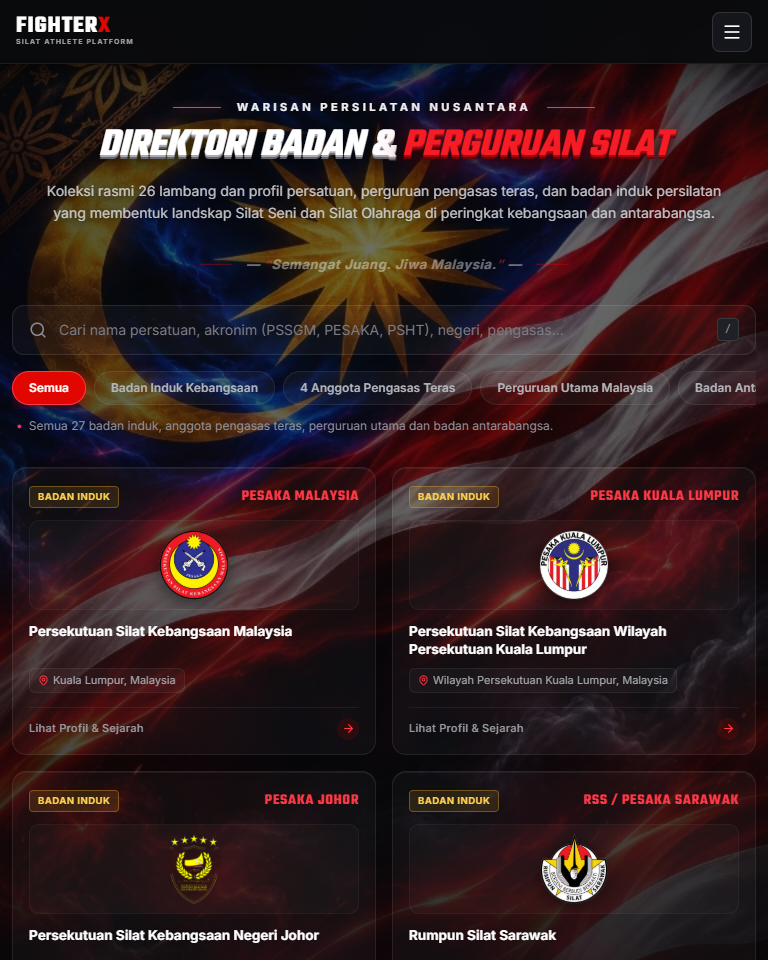 FIGHTERX
SILAT ATHLETE PLATFORM
WARISAN PERSILATAN NUSANTARA
DIREKTORI BADAN & PERGURUAN SILAT
Koleksi rasmi 26 lambang dan profil persatuan, perguruan pengasas teras, dan badan induk persilatan
yang membentuk landskap Silat Seni dan Silat Olahraga di peringkat kebangsaan dan antarabangsa.
— "Semangat Juang. Jiwa Malaysia." —
Cari nama persatuan, akronim (PSSGM, PESAKA, PSHT), negeri, pengasas... /
Semua Badan Induk Kebangsaan 4 Anggota Pengasas Teras Perguruan Utama Malaysia Badan Anta
• Semua 27 badan induk, anggota pengasas teras, perguruan utama dan badan antarabangsa.
BADAN INDUK PESAKA MALAYSIA
Persekutuan Silat Kebangsaan Malaysia
Kuala Lumpur, Malaysia
Lihat Profil & Sejarah
BADAN INDUK PESAKA KUALA LUMPUR
PESAKA KUALA LUMPUR
Persekutuan Silat Kebangsaan Wilayah
Persekutuan Kuala Lumpur
Wilayah Persekutuan Kuala Lumpur, Malaysia
Lihat Profil & Sejarah
BADAN INDUK PESAKA JOHOR
Persekutuan Silat Kebangsaan Negeri Johor
BADAN INDUK RSS / PESAKA SARAWAK
RUMPUN SILAT SARAWAK
Rumpun Silat Sarawak